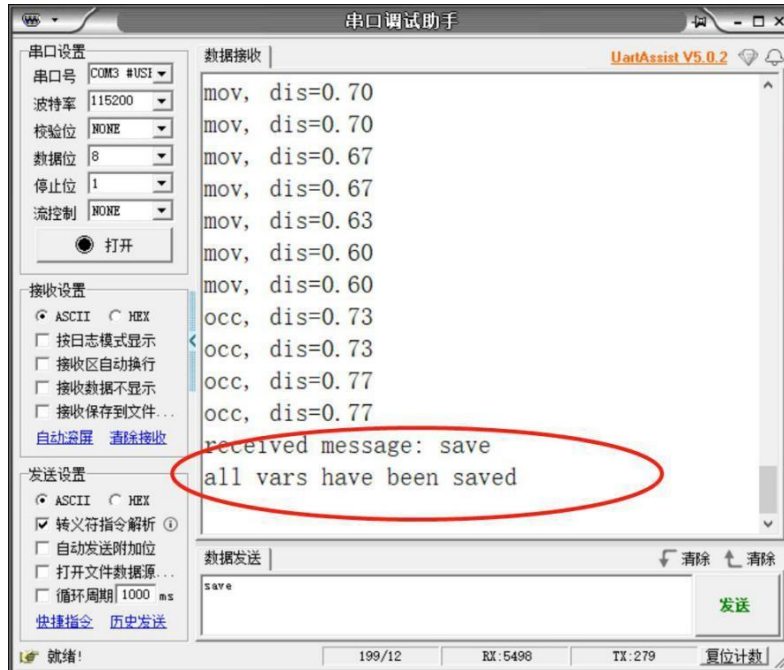 串口调试助手
串口设置
串口号 COM3 #USI
波特率 115200
校验位 NONE
数据位 8
停止位 1
流控制 NONE
打开
接收设置
ASCII HEX
按日志模式显示
接收区自动换行
接收数据不显示
接收保存到文件...
自动滚屏 清除接收
发送设置
ASCII HEX
转义符指令解析
自动发送附加位
打开文件数据源...
循环周期 1000 ms
快捷指令 历史发送
数据接收 UartAssist V5.0.2
mov, dis=0.70
mov, dis=0.70
mov, dis=0.67
mov, dis=0.67
mov, dis=0.63
mov, dis=0.60
mov, dis=0.60
occ, dis=0.73
occ, dis=0.73
occ, dis=0.77
occ, dis=0.77
received message: save
all vars have been saved
数据发送 清除 清除
save
发送
就绪! 199/12 RX:5498 TX:279 复位计数